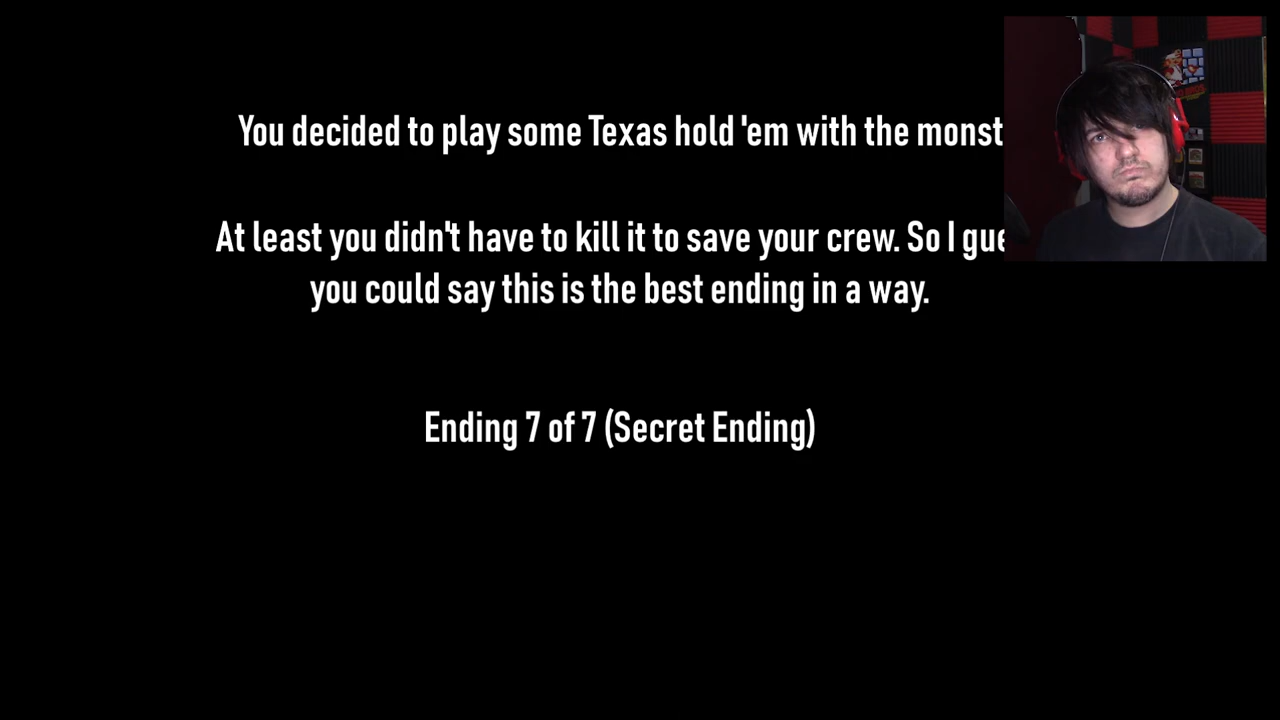 You decided to play some Texas hold 'em with the monst
At least you didn't have to kill it to save your crew. So I gue
you could say this is the best ending in a way.
Ending 7 of 7 (Secret Ending)